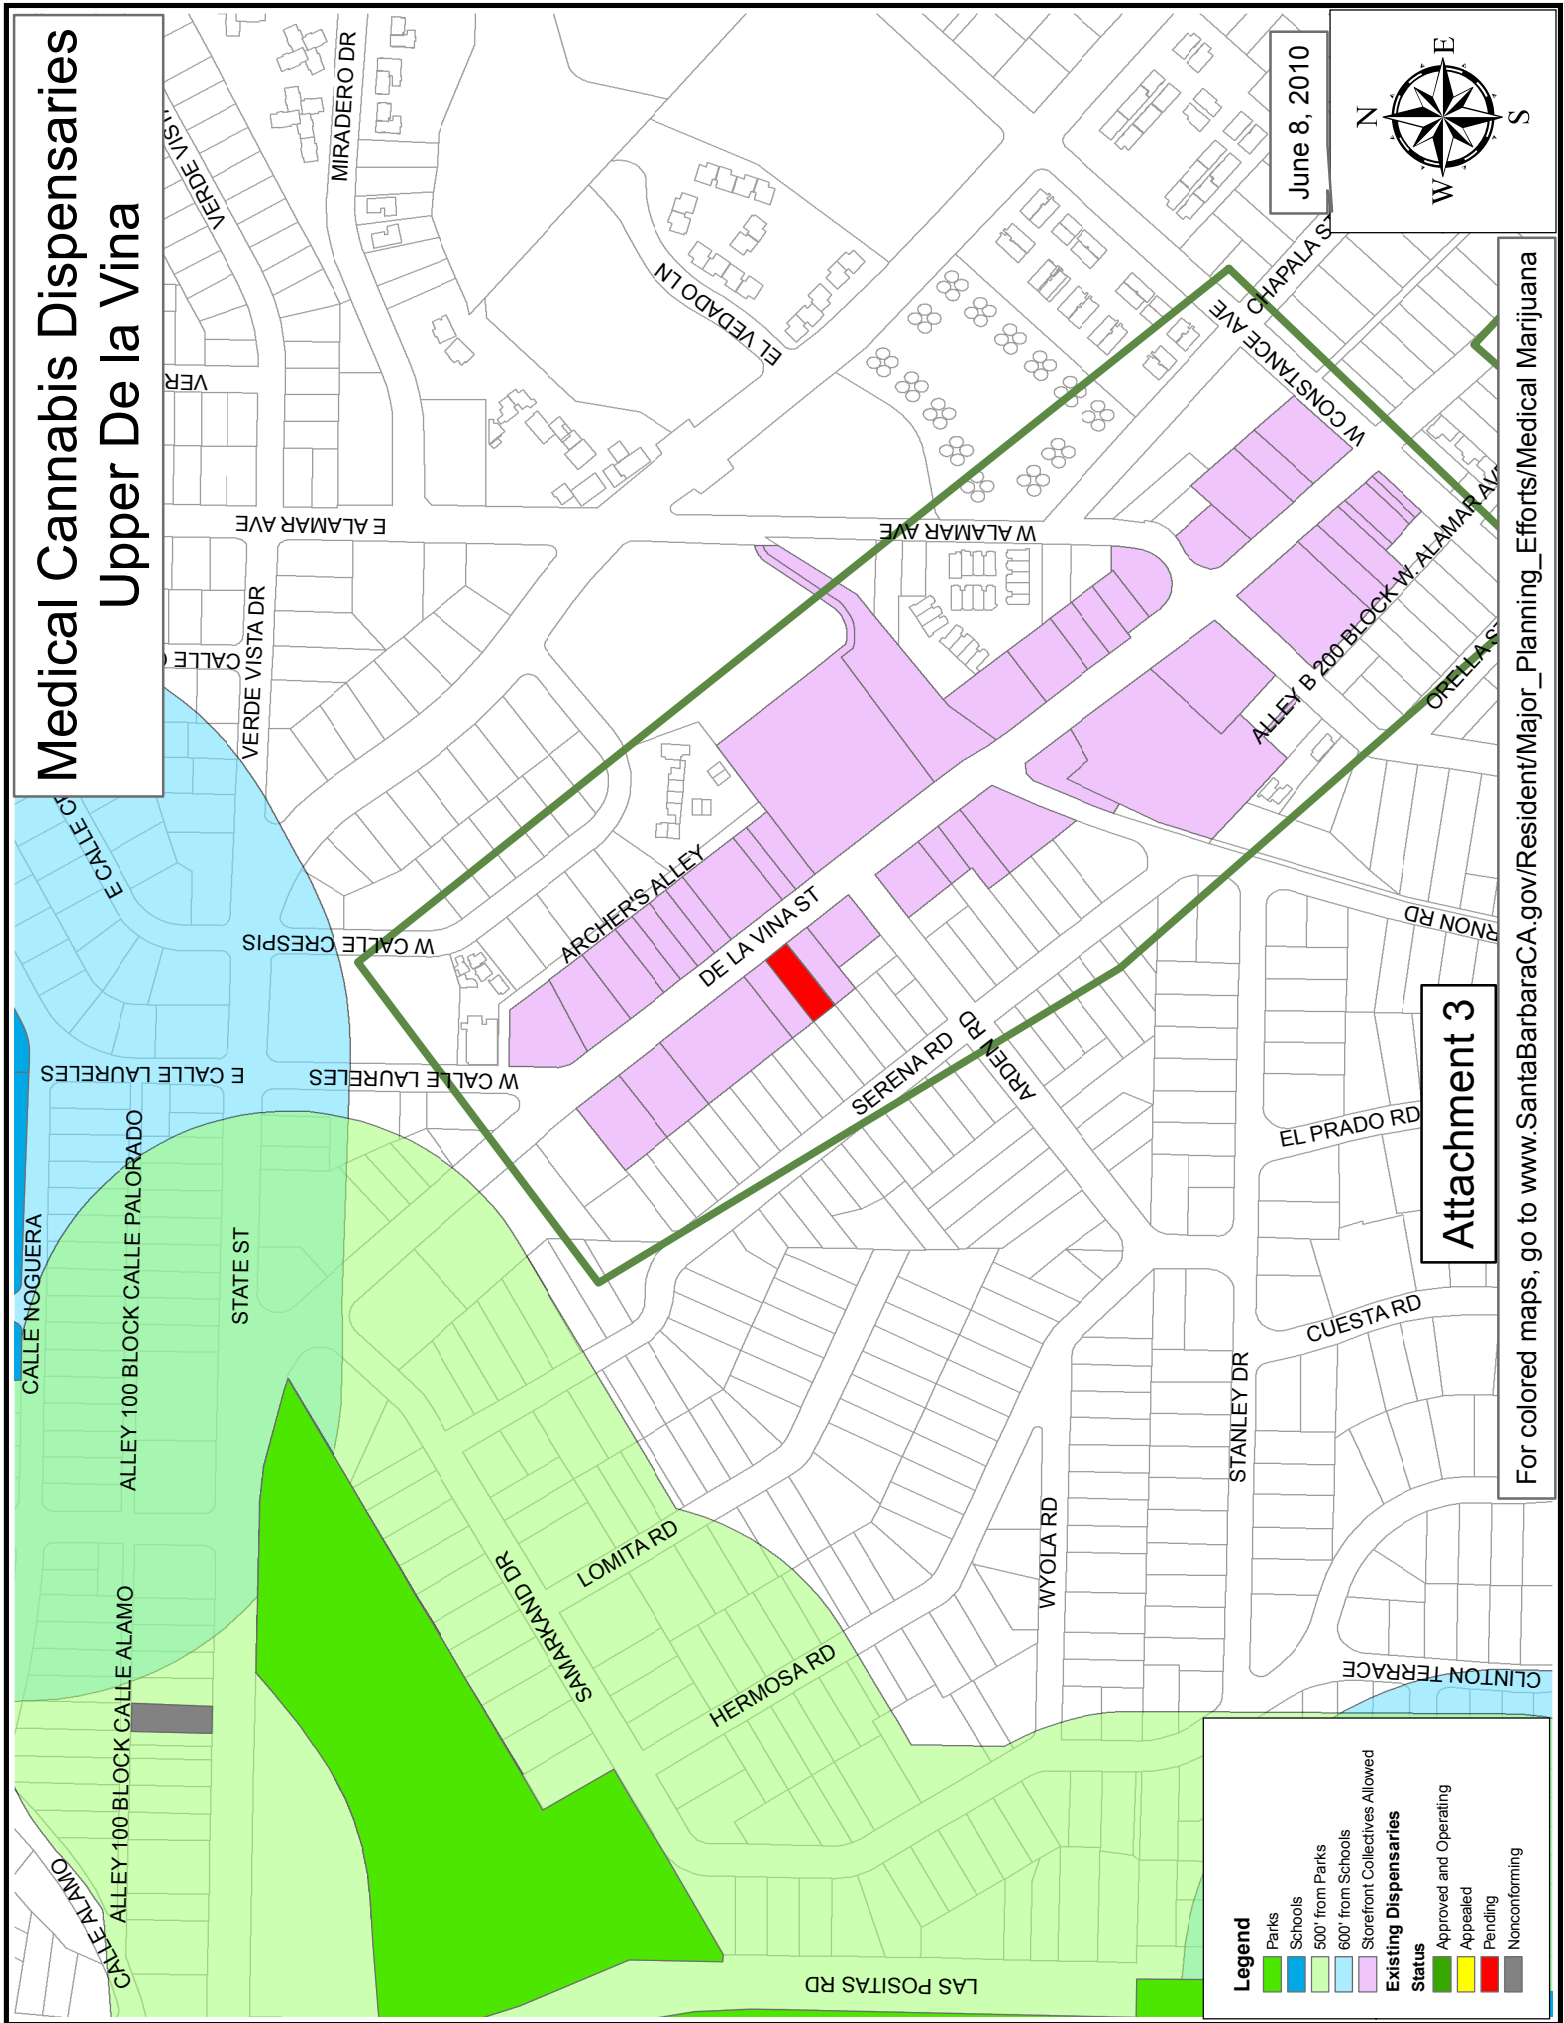 Medical Cannabis Dispensaries
Upper De la Vina
June 8, 2010
N
E
S
W
VERDE VISTA
MIRADERO DR
VER
E ALAMAR AVE
EL VEDADO LN
CALLE
VERDE VISTA DR
W ALAMAR AVE
CHAPALA ST
W CONSTANCE AVE
E CALLE CR
W CALLE CRESPIS
ARCHER'S ALLEY
DE LA VINA ST
ALLEY B 200 BLOCK W. ALAMAR AVE
ORELLA S
RNON RD
E CALLE LAURELES
W CALLE LAURELES
SERENA RD
ARDEN RD
CALLE NOGUERA
ALLEY 100 BLOCK CALLE PALORADO
STATE ST
EL PRADO RD
CUESTA RD
STANLEY DR
LOMITA RD
SAMARKAND DR
HERMOSA RD
WYOLA RD
CLINTON TERRACE
CALLE ALAMO
ALLEY 100 BLOCK CALLE ALAMO
LAS POSITAS RD
Attachment 3
Legend
Parks
Schools
500' from Parks
600' from Schools
Storefront Collectives Allowed
Existing Dispensaries
Status
Approved and Operating
Appealed
Pending
Nonconforming
For colored maps, go to www.SantaBarbaraCA.gov/Resident/Major_Planning_Efforts/Medical Marijuana